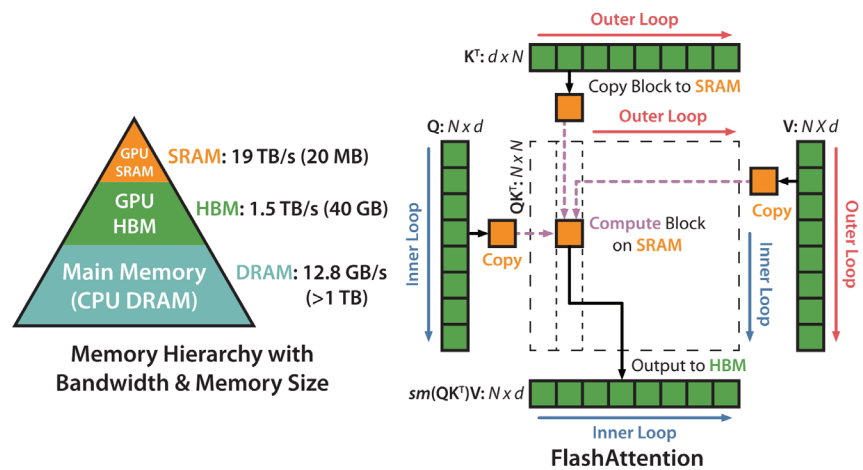 GPU
SRAM
SRAM: 19 TB/s (20 MB)
GPU
HBM
HBM: 1.5 TB/s (40 GB)
Main Memory
(CPU DRAM)
DRAM: 12.8 GB/s
(>1 TB)
Memory Hierarchy with
Bandwidth & Memory Size
Outer Loop
Kᵀ: d x N
Copy Block to SRAM
Outer Loop
Q: N x d
V: N X d
QKᵀ: N x N
Inner Loop
Copy
Compute Block
on SRAM
Copy
Inner Loop
Outer Loop
Output to HBM
sm(QKᵀ)V: N x d
Inner Loop
FlashAttention